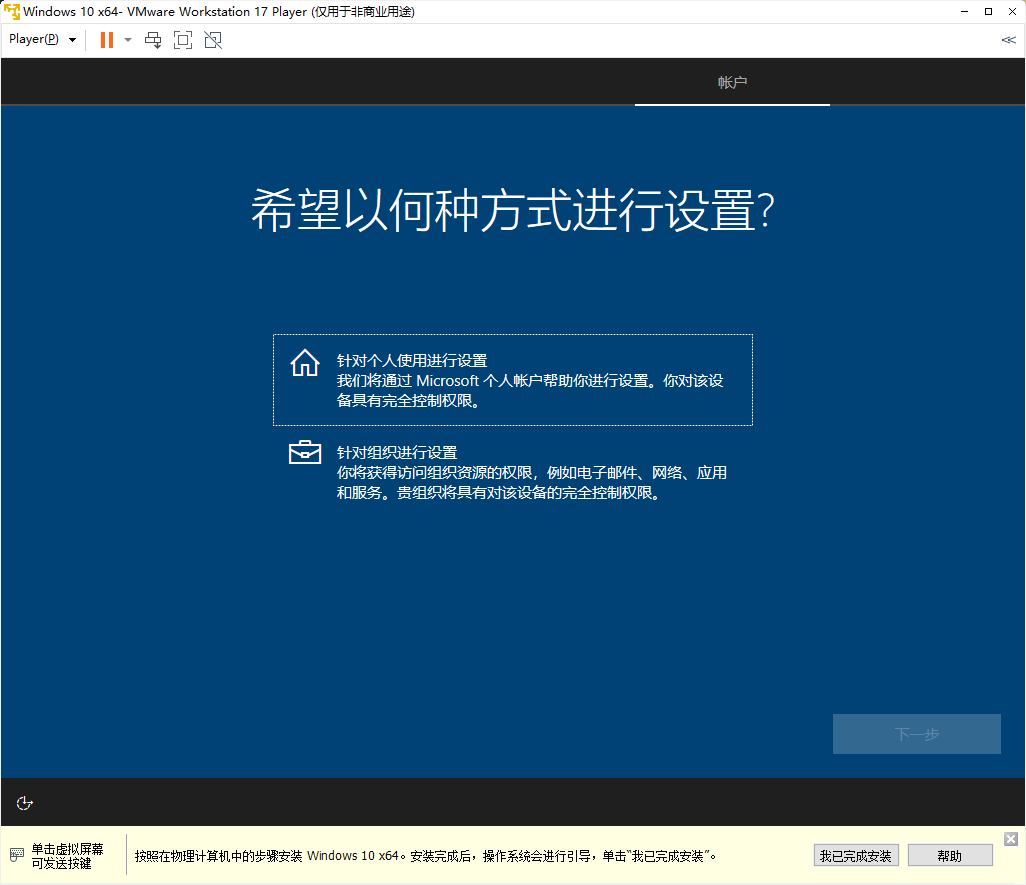 Windows 10 x64- VMware Workstation 17 Player (仅用于非商业用途)
Player(P)
帐户
希望以何种方式进行设置?
针对个人使用进行设置
我们将通过 Microsoft 个人帐户帮助你进行设置。你对该设
备具有完全控制权限。
针对组织进行设置
你将获得访问组织资源的权限，例如电子邮件、网络、应用
和服务。贵组织将具有对该设备的完全控制权限。
下一步
单击虚拟屏幕
可发送按键
按照在物理计算机中的步骤安装 Windows 10 x64。安装完成后，操作系统会进行引导，单击“我已完成安装”。
我已完成安装
帮助